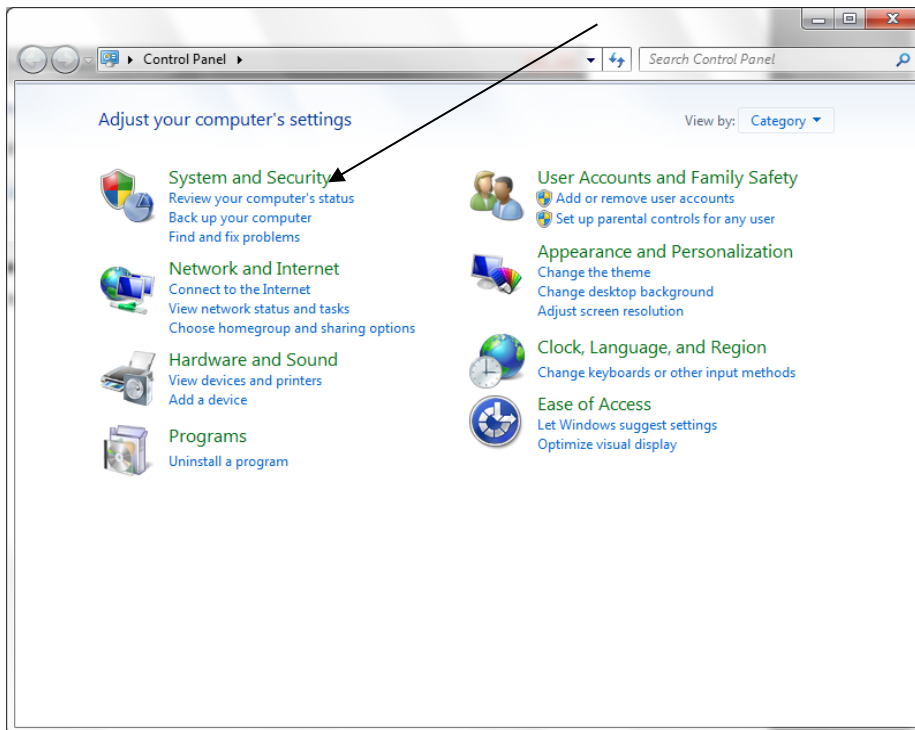 Control Panel
Search Control Panel
Adjust your computer's settings
View by: Category
System and Security
Review your computer's status
Back up your computer
Find and fix problems
Network and Internet
Connect to the Internet
View network status and tasks
Choose homegroup and sharing options
Hardware and Sound
View devices and printers
Add a device
Programs
Uninstall a program
User Accounts and Family Safety
Add or remove user accounts
Set up parental controls for any user
Appearance and Personalization
Change the theme
Change desktop background
Adjust screen resolution
Clock, Language, and Region
Change keyboards or other input methods
Ease of Access
Let Windows suggest settings
Optimize visual display